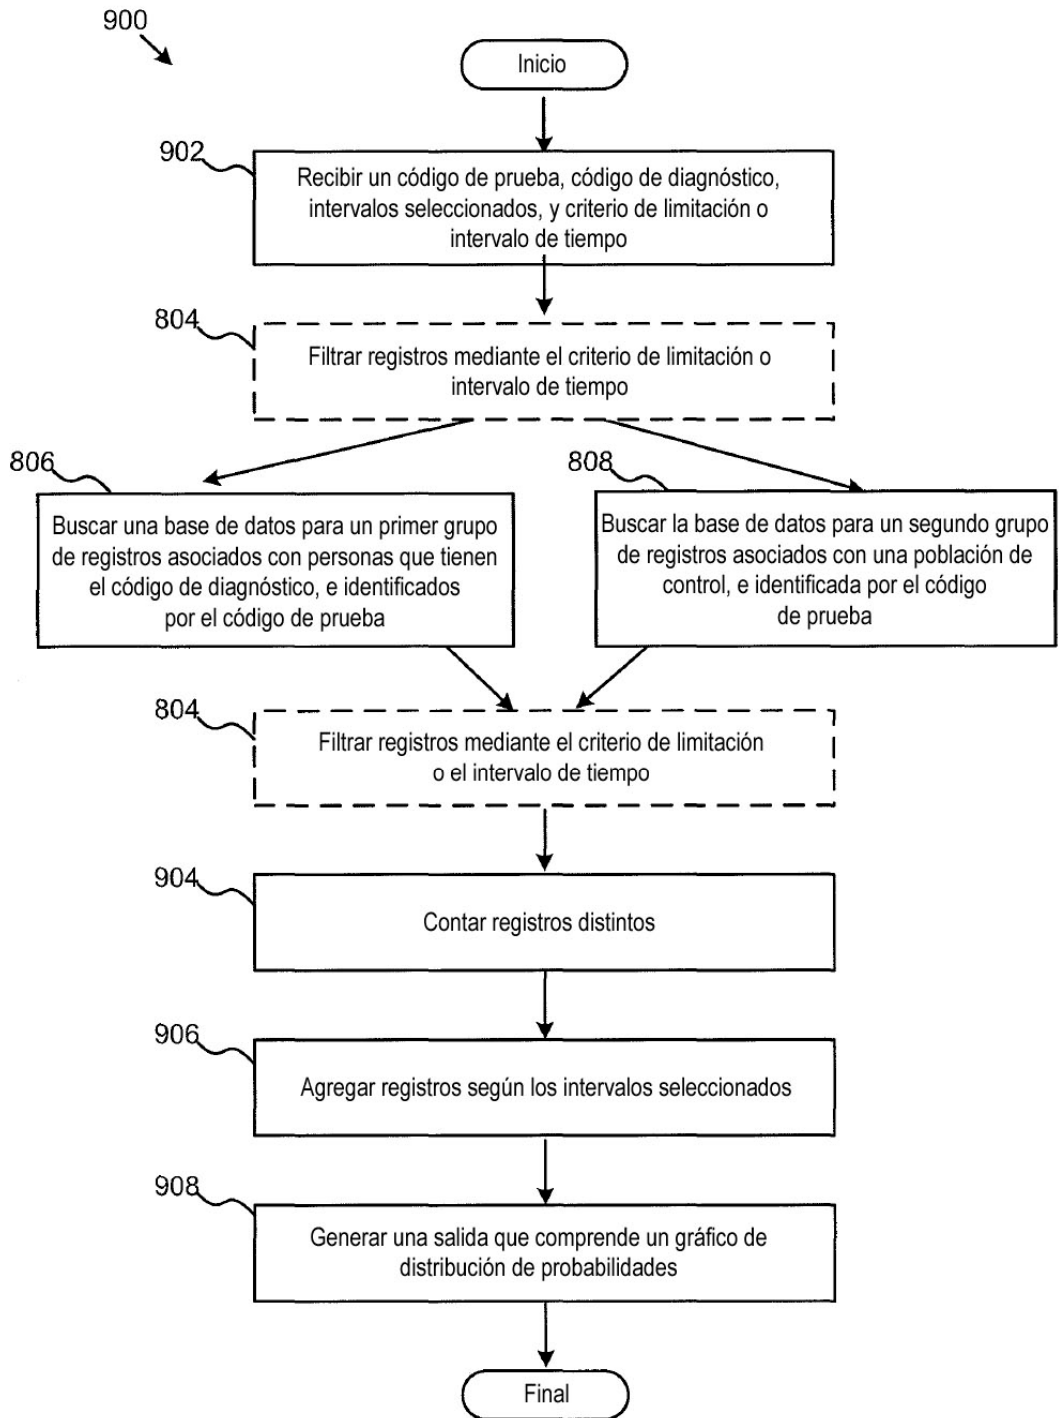 900
Inicio
902
Recibir un código de prueba, código de diagnóstico,
intervalos seleccionados, y criterio de limitación o
intervalo de tiempo
804
Filtrar registros mediante el criterio de limitación o
intervalo de tiempo
806
Buscar una base de datos para un primer grupo
de registros asociados con personas que tienen
el código de diagnóstic, e identificados
por el código de prueba
808
Buscar la base de datos para un segundo grupo
de registros asociados con una población de
control, e identificada por el código
de prueba
804
Filtrar registros mediante el criterio de limitación
o el intervalo de tiempo
904
Contar registros distintos
906
Agregar registros según los intervalos seleccionados
908
Generar una salida que comprende un gráfico de
distribución de probabilidades
Final